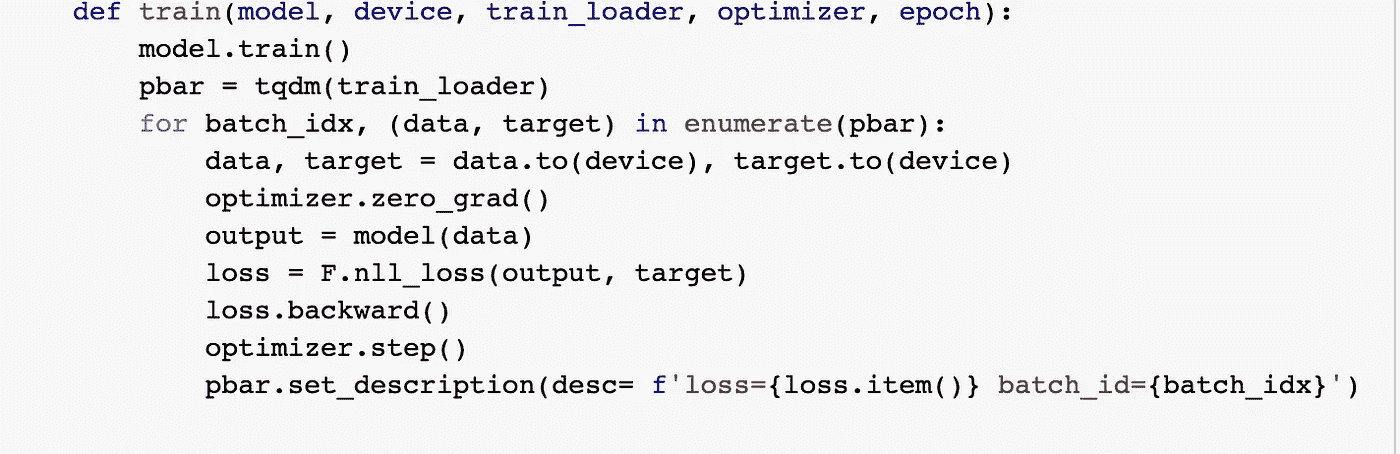 def train(model, device, train_loader, optimizer, epoch):
    model.train()
    pbar = tqdm(train_loader)
    for batch_idx, (data, target) in enumerate(pbar):
        data, target = data.to(device), target.to(device)
        optimizer.zero_grad()
        output = model(data)
        loss = F.nll_loss(output, target)
        loss.backward()
        optimizer.step()
        pbar.set_description(desc= f'loss={loss.item()} batch_id={batch_idx}')